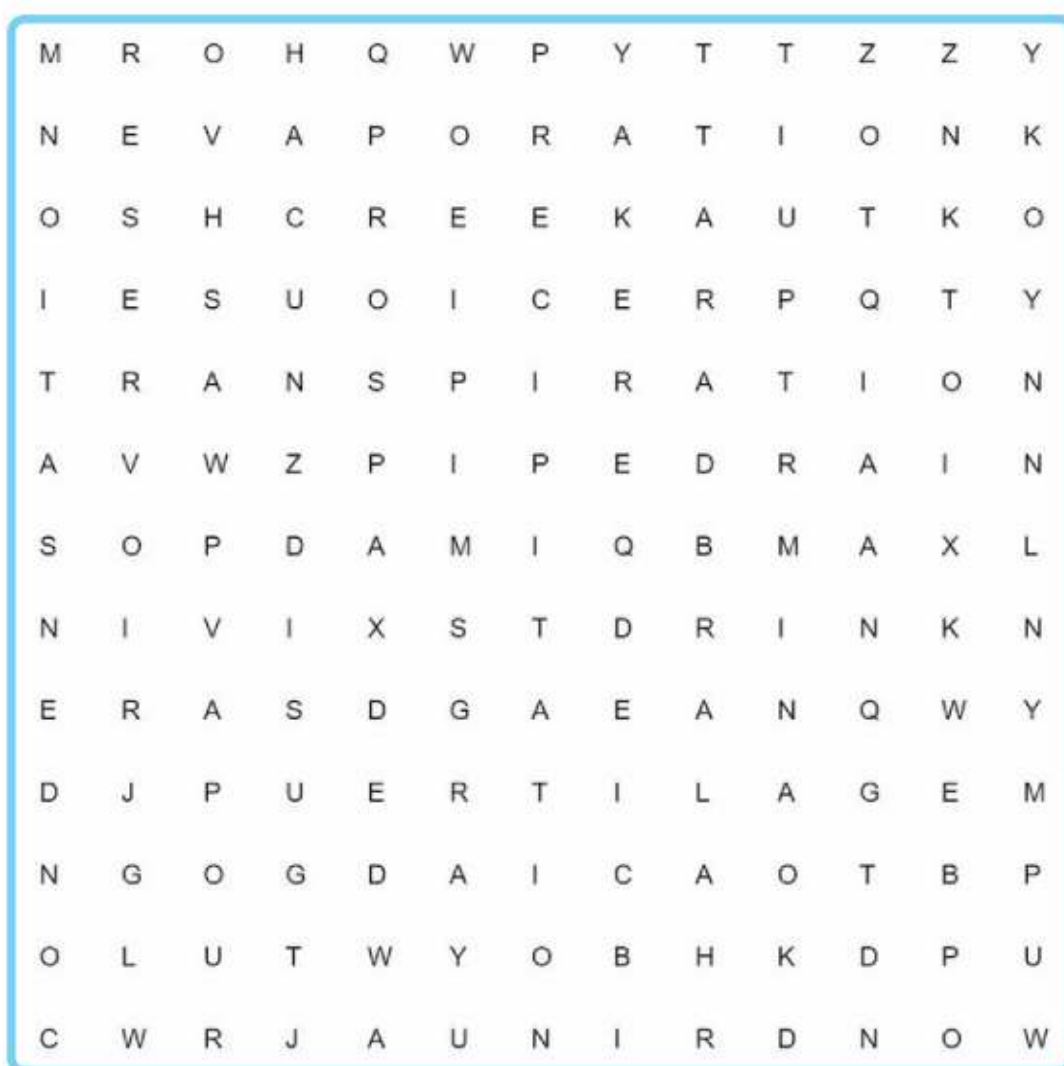 M R O H Q W P Y T T Z Z Y
N E V A P O R A T I O N K
O S H C R E E K A U T K O
I E S U O I C E R P Q T Y
T R A N S P I R A T I O N
A V W Z P I P E D R A I N
S O P D A M I Q B M A X L
N I V I X S T D R I N K N
E R A S D G A E A N Q W Y
D J P U E R T I L A G E M
N G O G D A I C A O T B P
O L U T W Y O B H K D P U
C W R J A U N I R D N O W